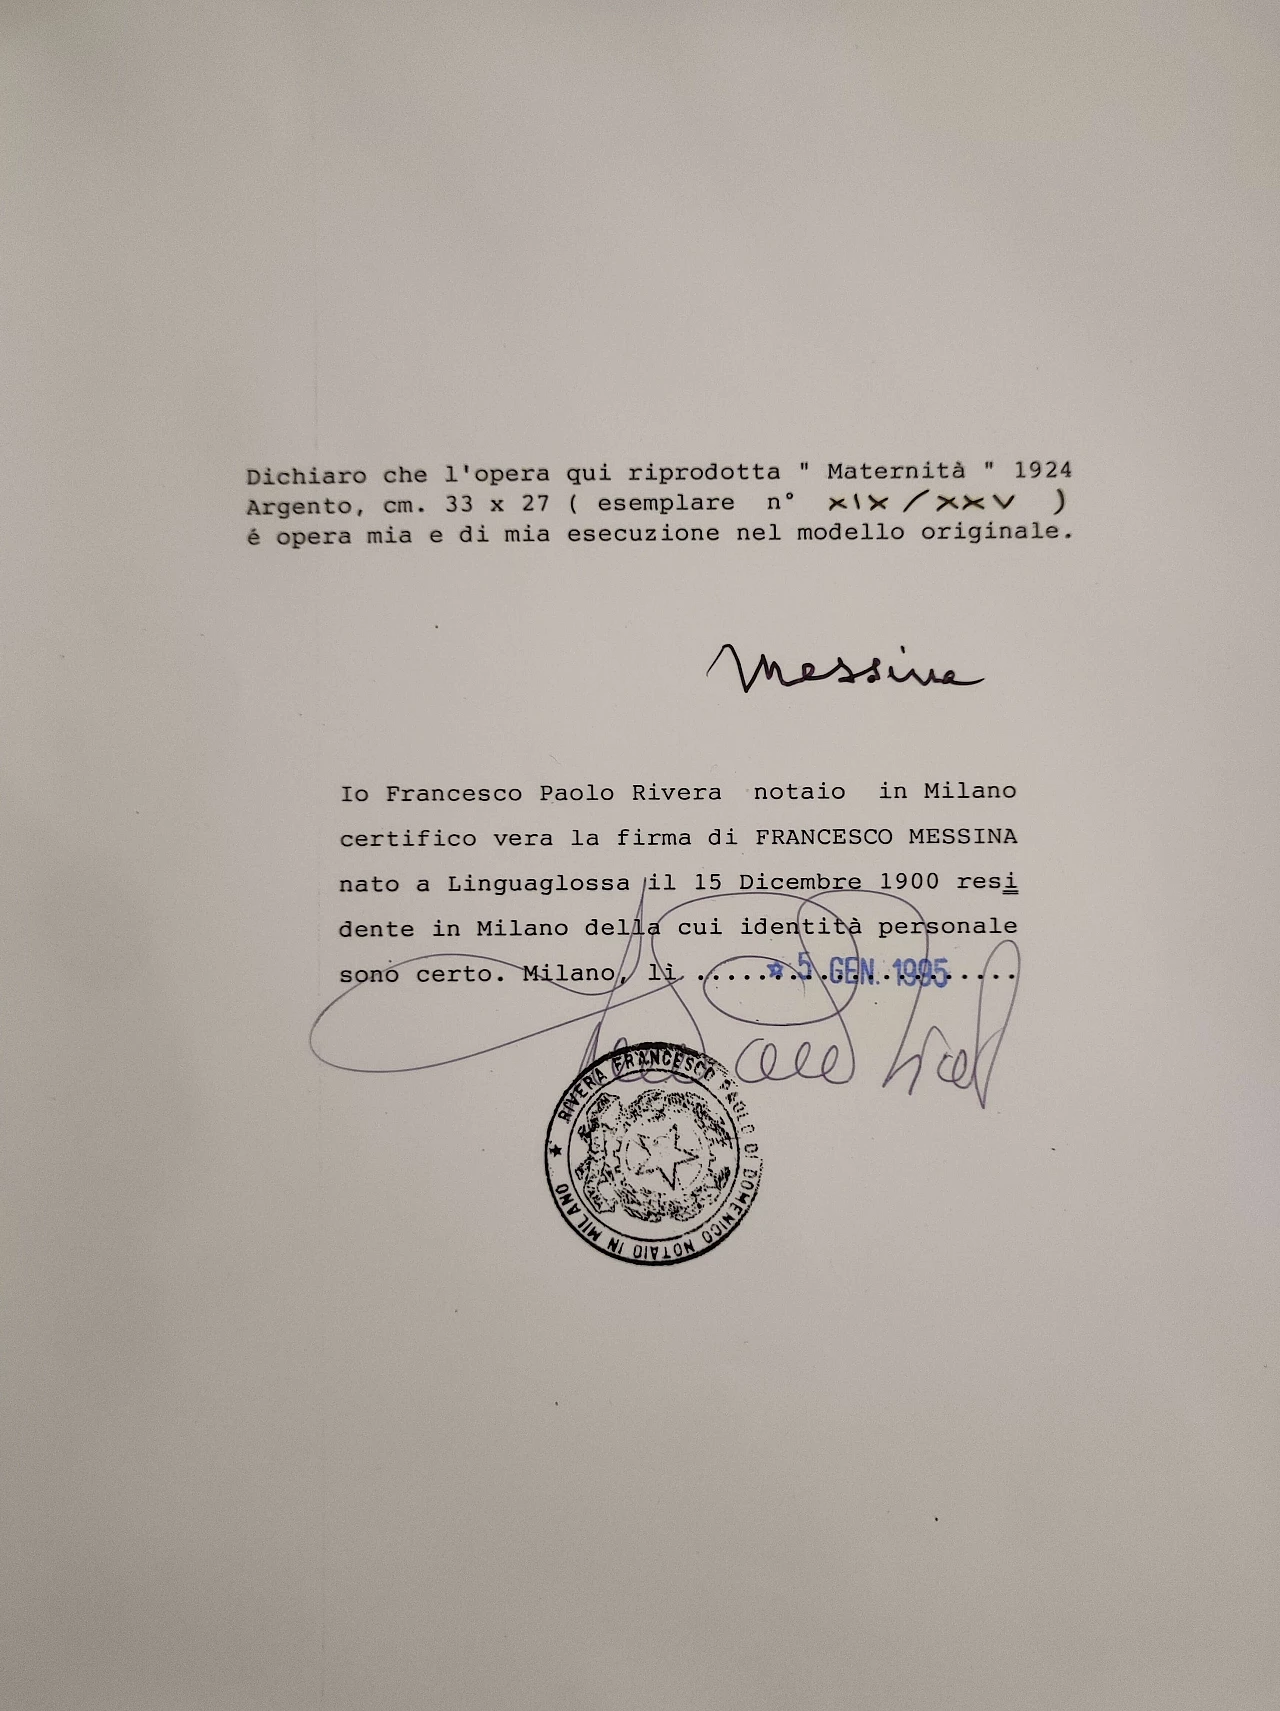 Dichiaro che l'opera qui riprodotta " Maternità " 1924
Argento, cm. 33 x 27 ( esemplare n° XIX / XXV )
é opera mia e di mia esecuzione nel modello originale.
Messina
Io Francesco Paolo Rivera notaio in Milano
certifico vera la firma di FRANCESCO MESSINA
nato a Linguaglossa il 15 Dicembre 1900 resi
dente in Milano della cui identità personale
sono certo. Milano, lì ..... * 5 GEN. 1995 .....
★ RIVERA FRANCESCO PAOLO DI DOMENICO NOTAIO IN MILANO